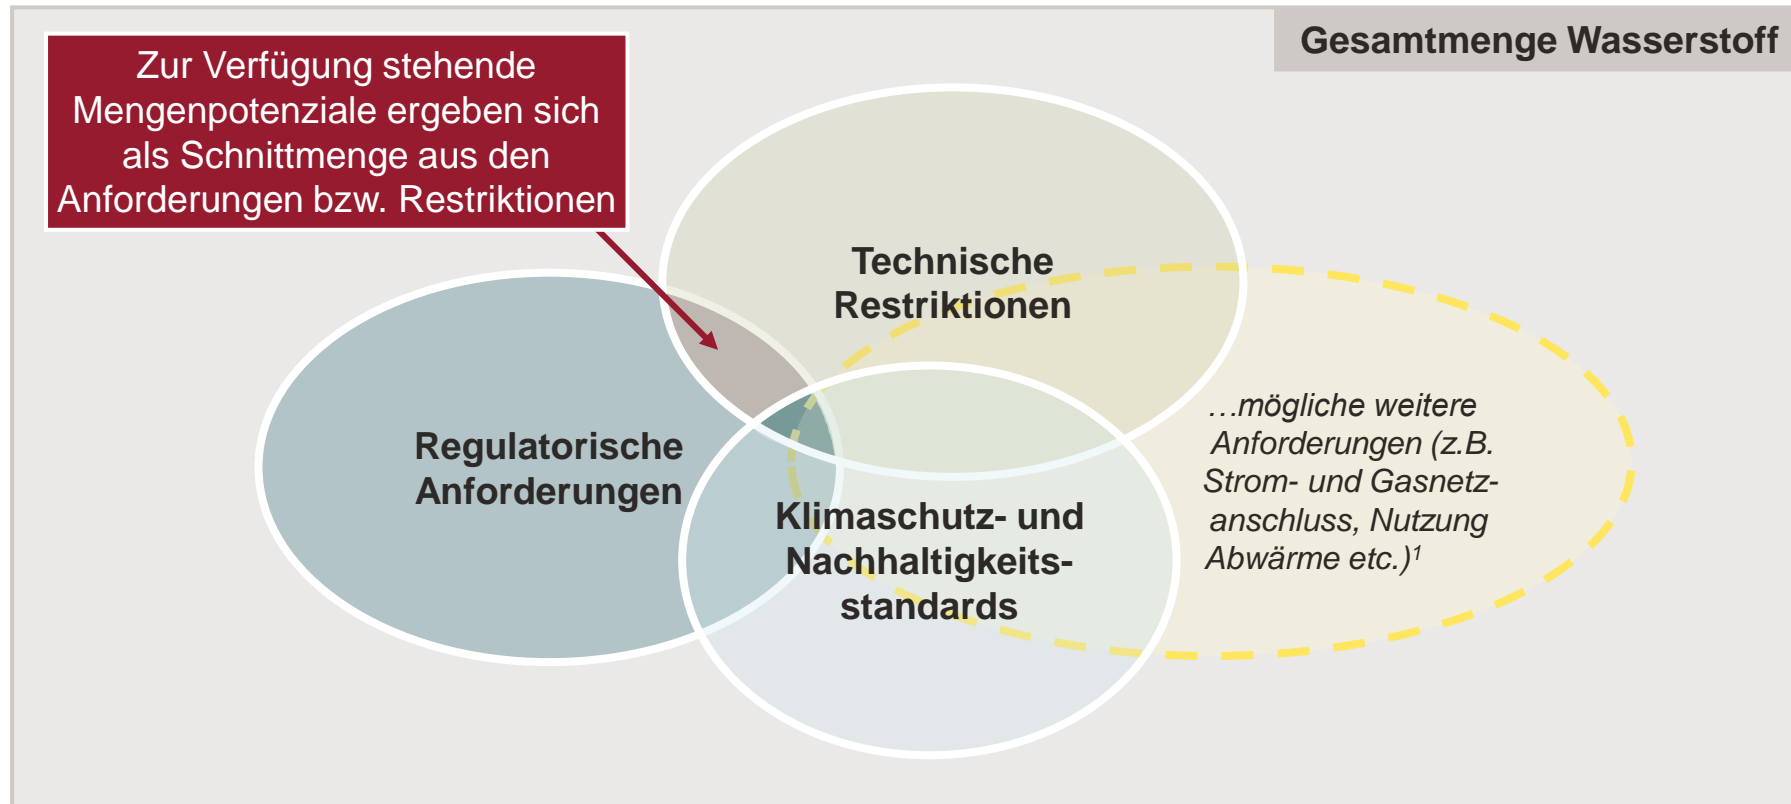 Gesamtmenge Wasserstoff
Zur Verfügung stehende
Mengenpotenziale ergeben sich
als Schnittmenge aus den
Anforderungen bzw. Restriktionen
Technische
Restriktionen
Regulatorische
Anforderungen
Klimaschutz- und
Nachhaltigkeits-
standards
…mögliche weitere
Anforderungen (z.B.
Strom- und Gasnetz-
anschluss, Nutzung
Abwärme etc.)¹